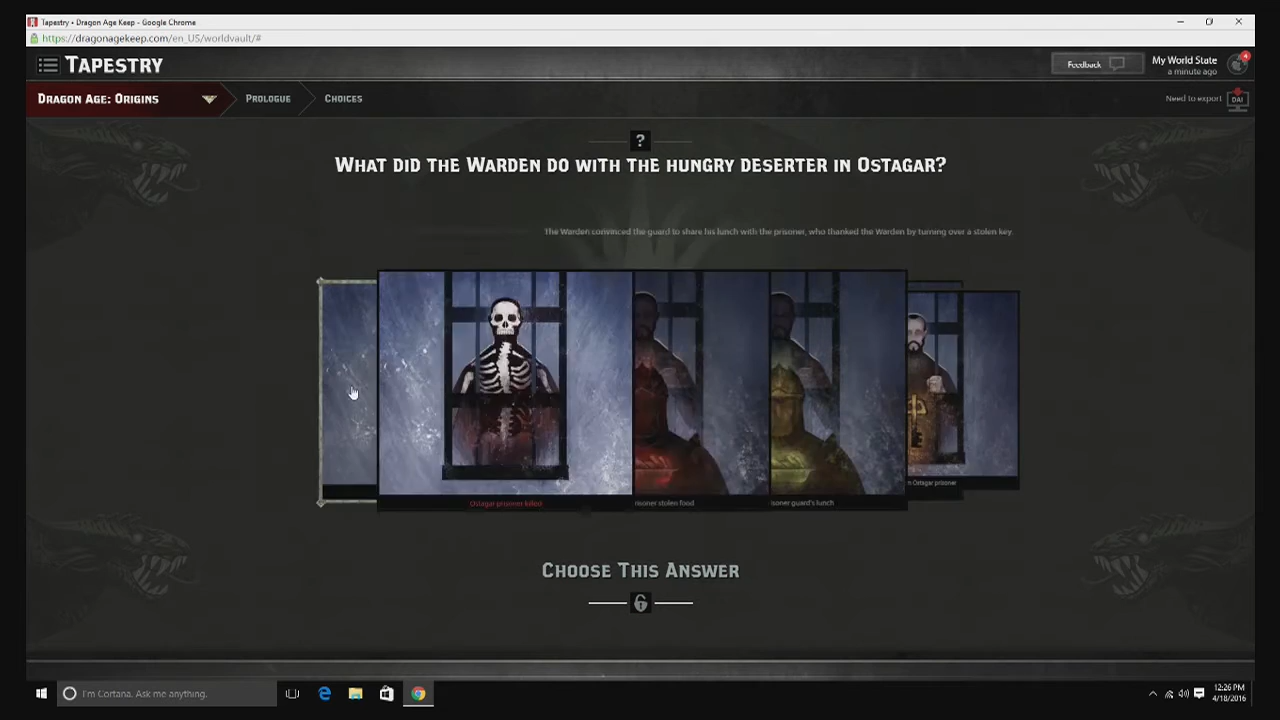 Tapestry • Dragon Age Keep - Google Chrome
https://dragonagekeep.com/en_US/worldvault/#
TAPESTRY
Feedback
My World State
4
a minute ago
DRAGON AGE: ORIGINS
PROLOGUE
CHOICES
Need to export
DAI
?
WHAT DID THE WARDEN DO WITH THE HUNGRY DESERTER IN OSTAGAR?
The Warden convinced the guard to share his lunch with the prisoner, who thanked the Warden by turning over a stolen key.
Ostagar prisoner killed
risoner stolen food
isoner guard's lunch
n Ostagar prisoner
CHOOSE THIS ANSWER
I'm Cortana. Ask me anything.
12:26 PM
4/18/2016